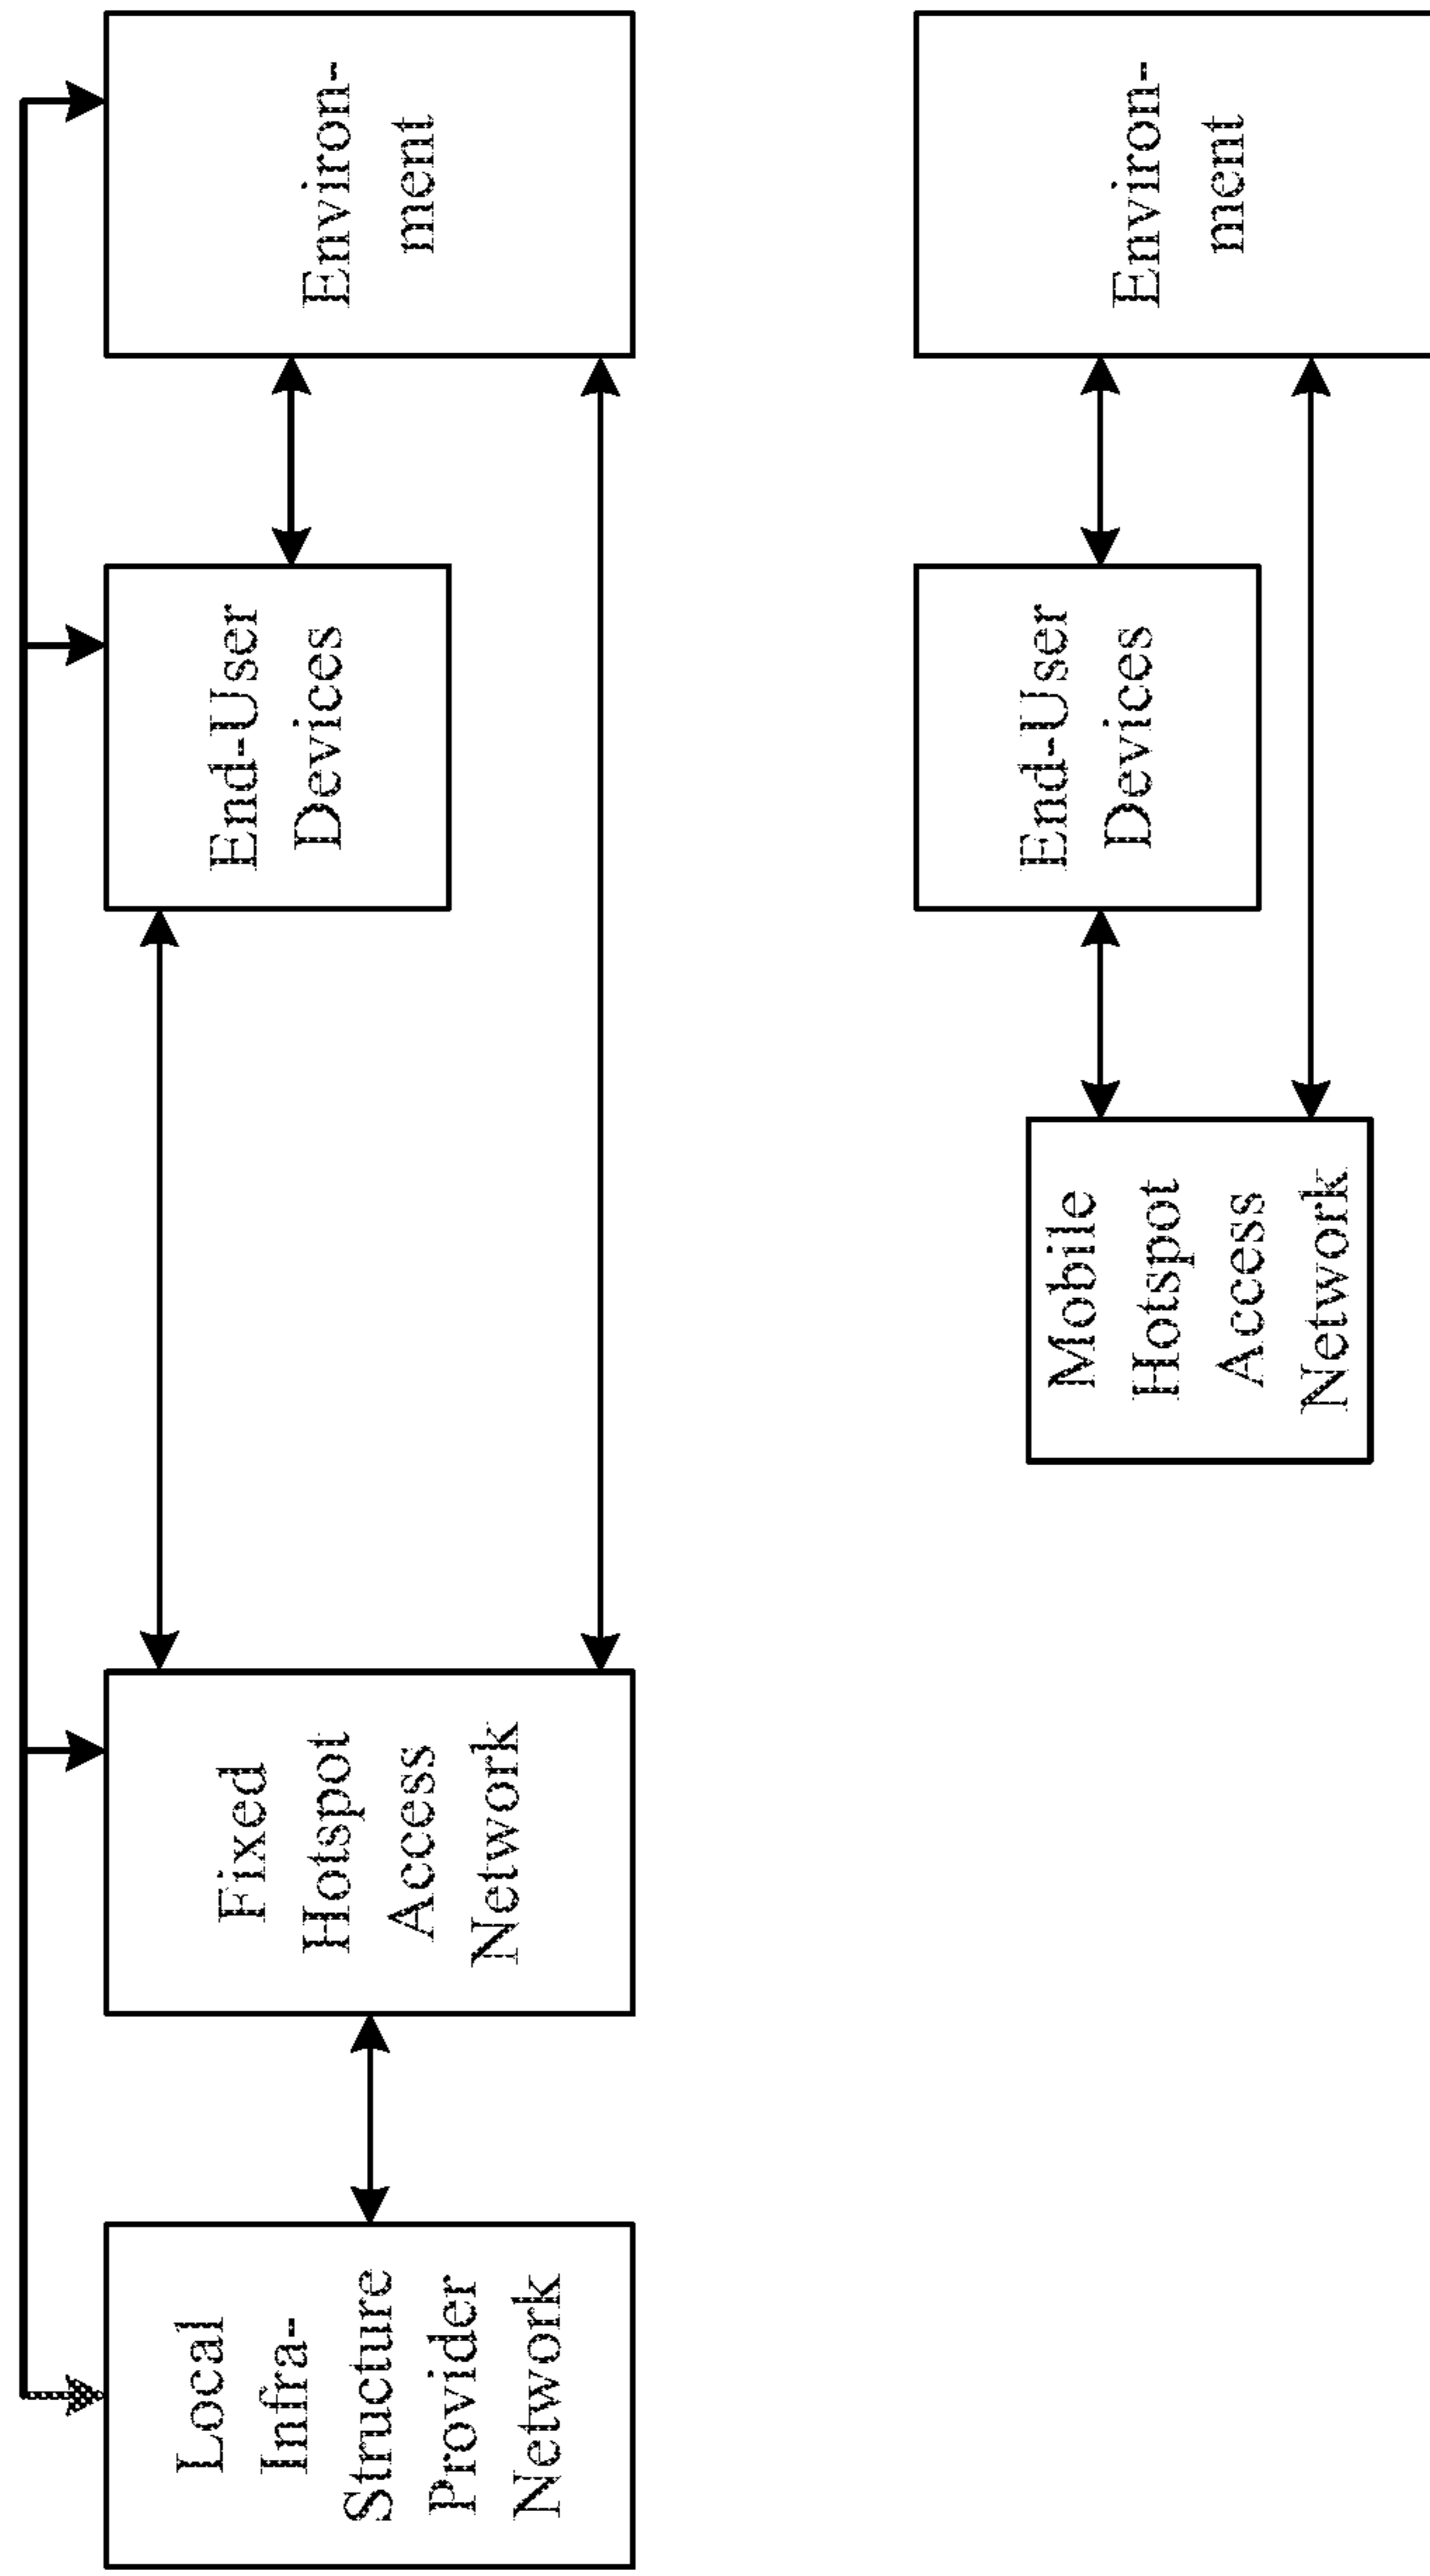 Local
Infra-
Structure
Provider
Network
Fixed
Hotspot
Access
Network
End-User
Devices
Environ-
ment
Mobile
Hotspot
Access
Network
End-User
Devices
Environ-
ment